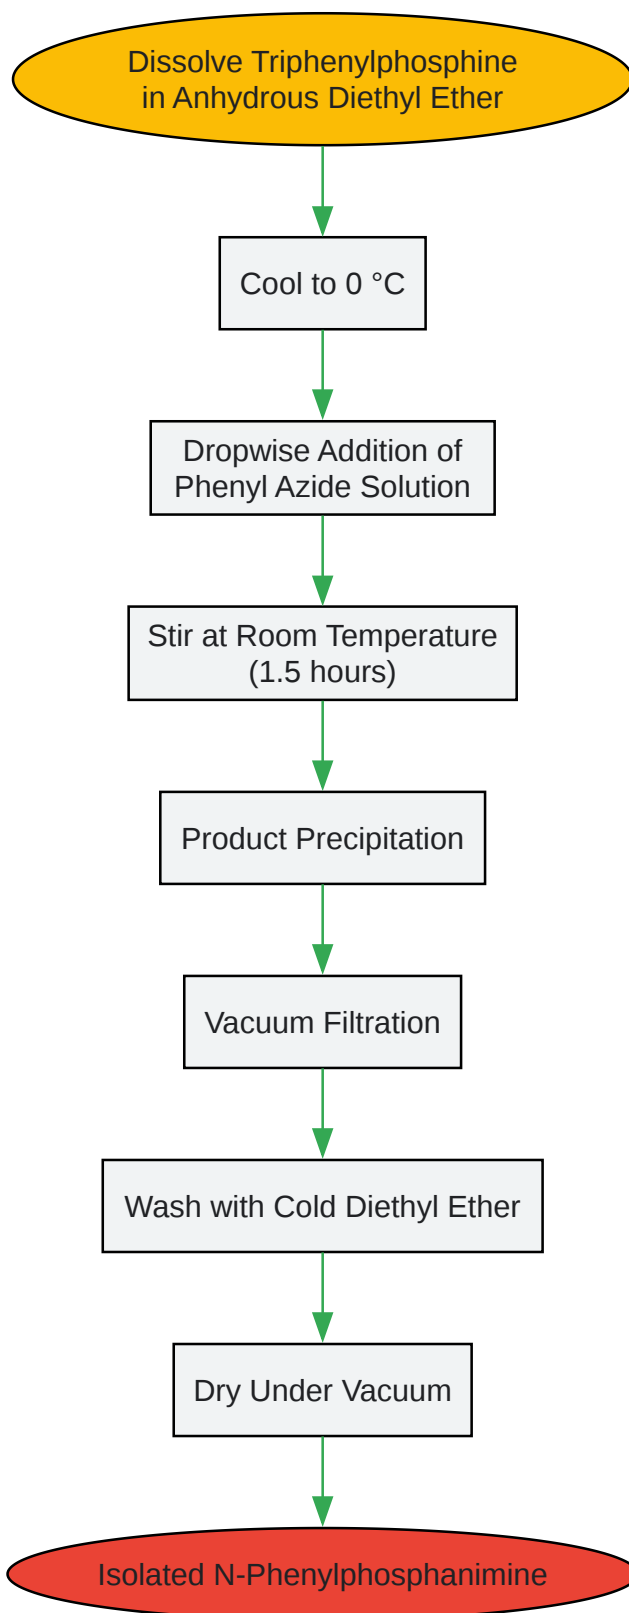 Dissolve Triphenylphosphine
in Anhydrous Diethyl Ether
Cool to 0 °C
Dropwise Addition of
Phenyl Azide Solution
Stir at Room Temperature
(1.5 hours)
Product Precipitation
Vacuum Filtration
Wash with Cold Diethyl Ether
Dry Under Vacuum
Isolated N-Phenylphosphanimine